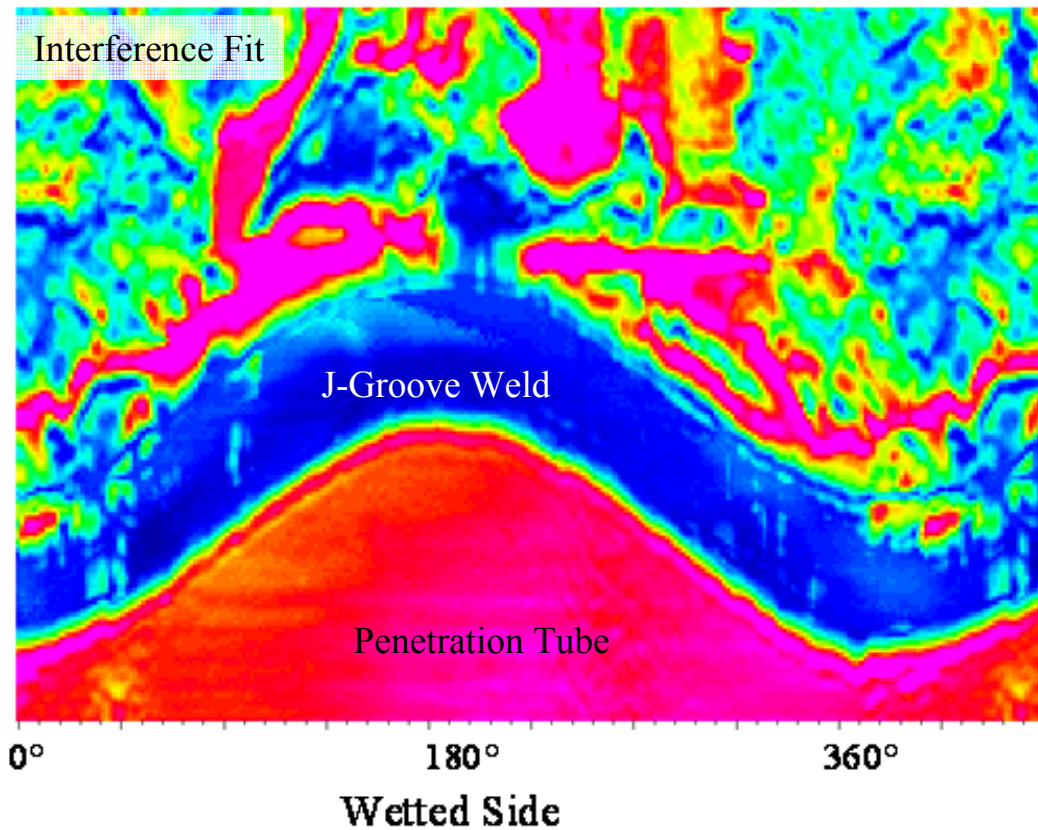 Interference Fit
J-Groove Weld
Penetration Tube
0° 180° 360°
Wetted Side